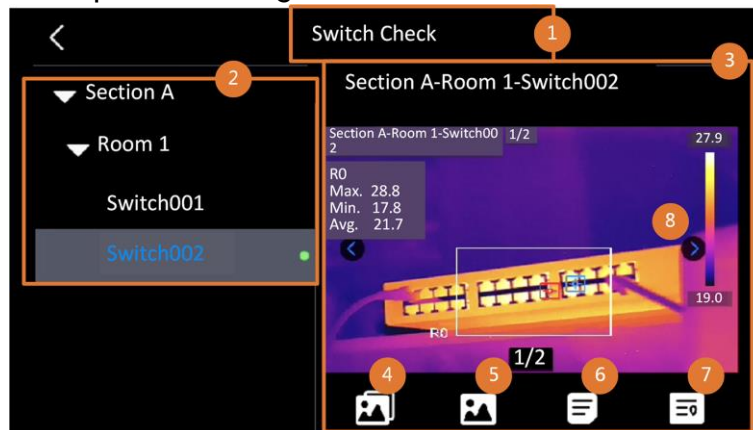 Switch Check
1
2
3
Section A
Room 1
Switch001
Switch002
Section A-Room 1-Switch002
Section A-Room 1-Switch00
2
1/2
27.9
R0
Max. 28.8
Min. 17.8
Avg. 21.7
8
19.0
R0
1/2
4
5
6
7